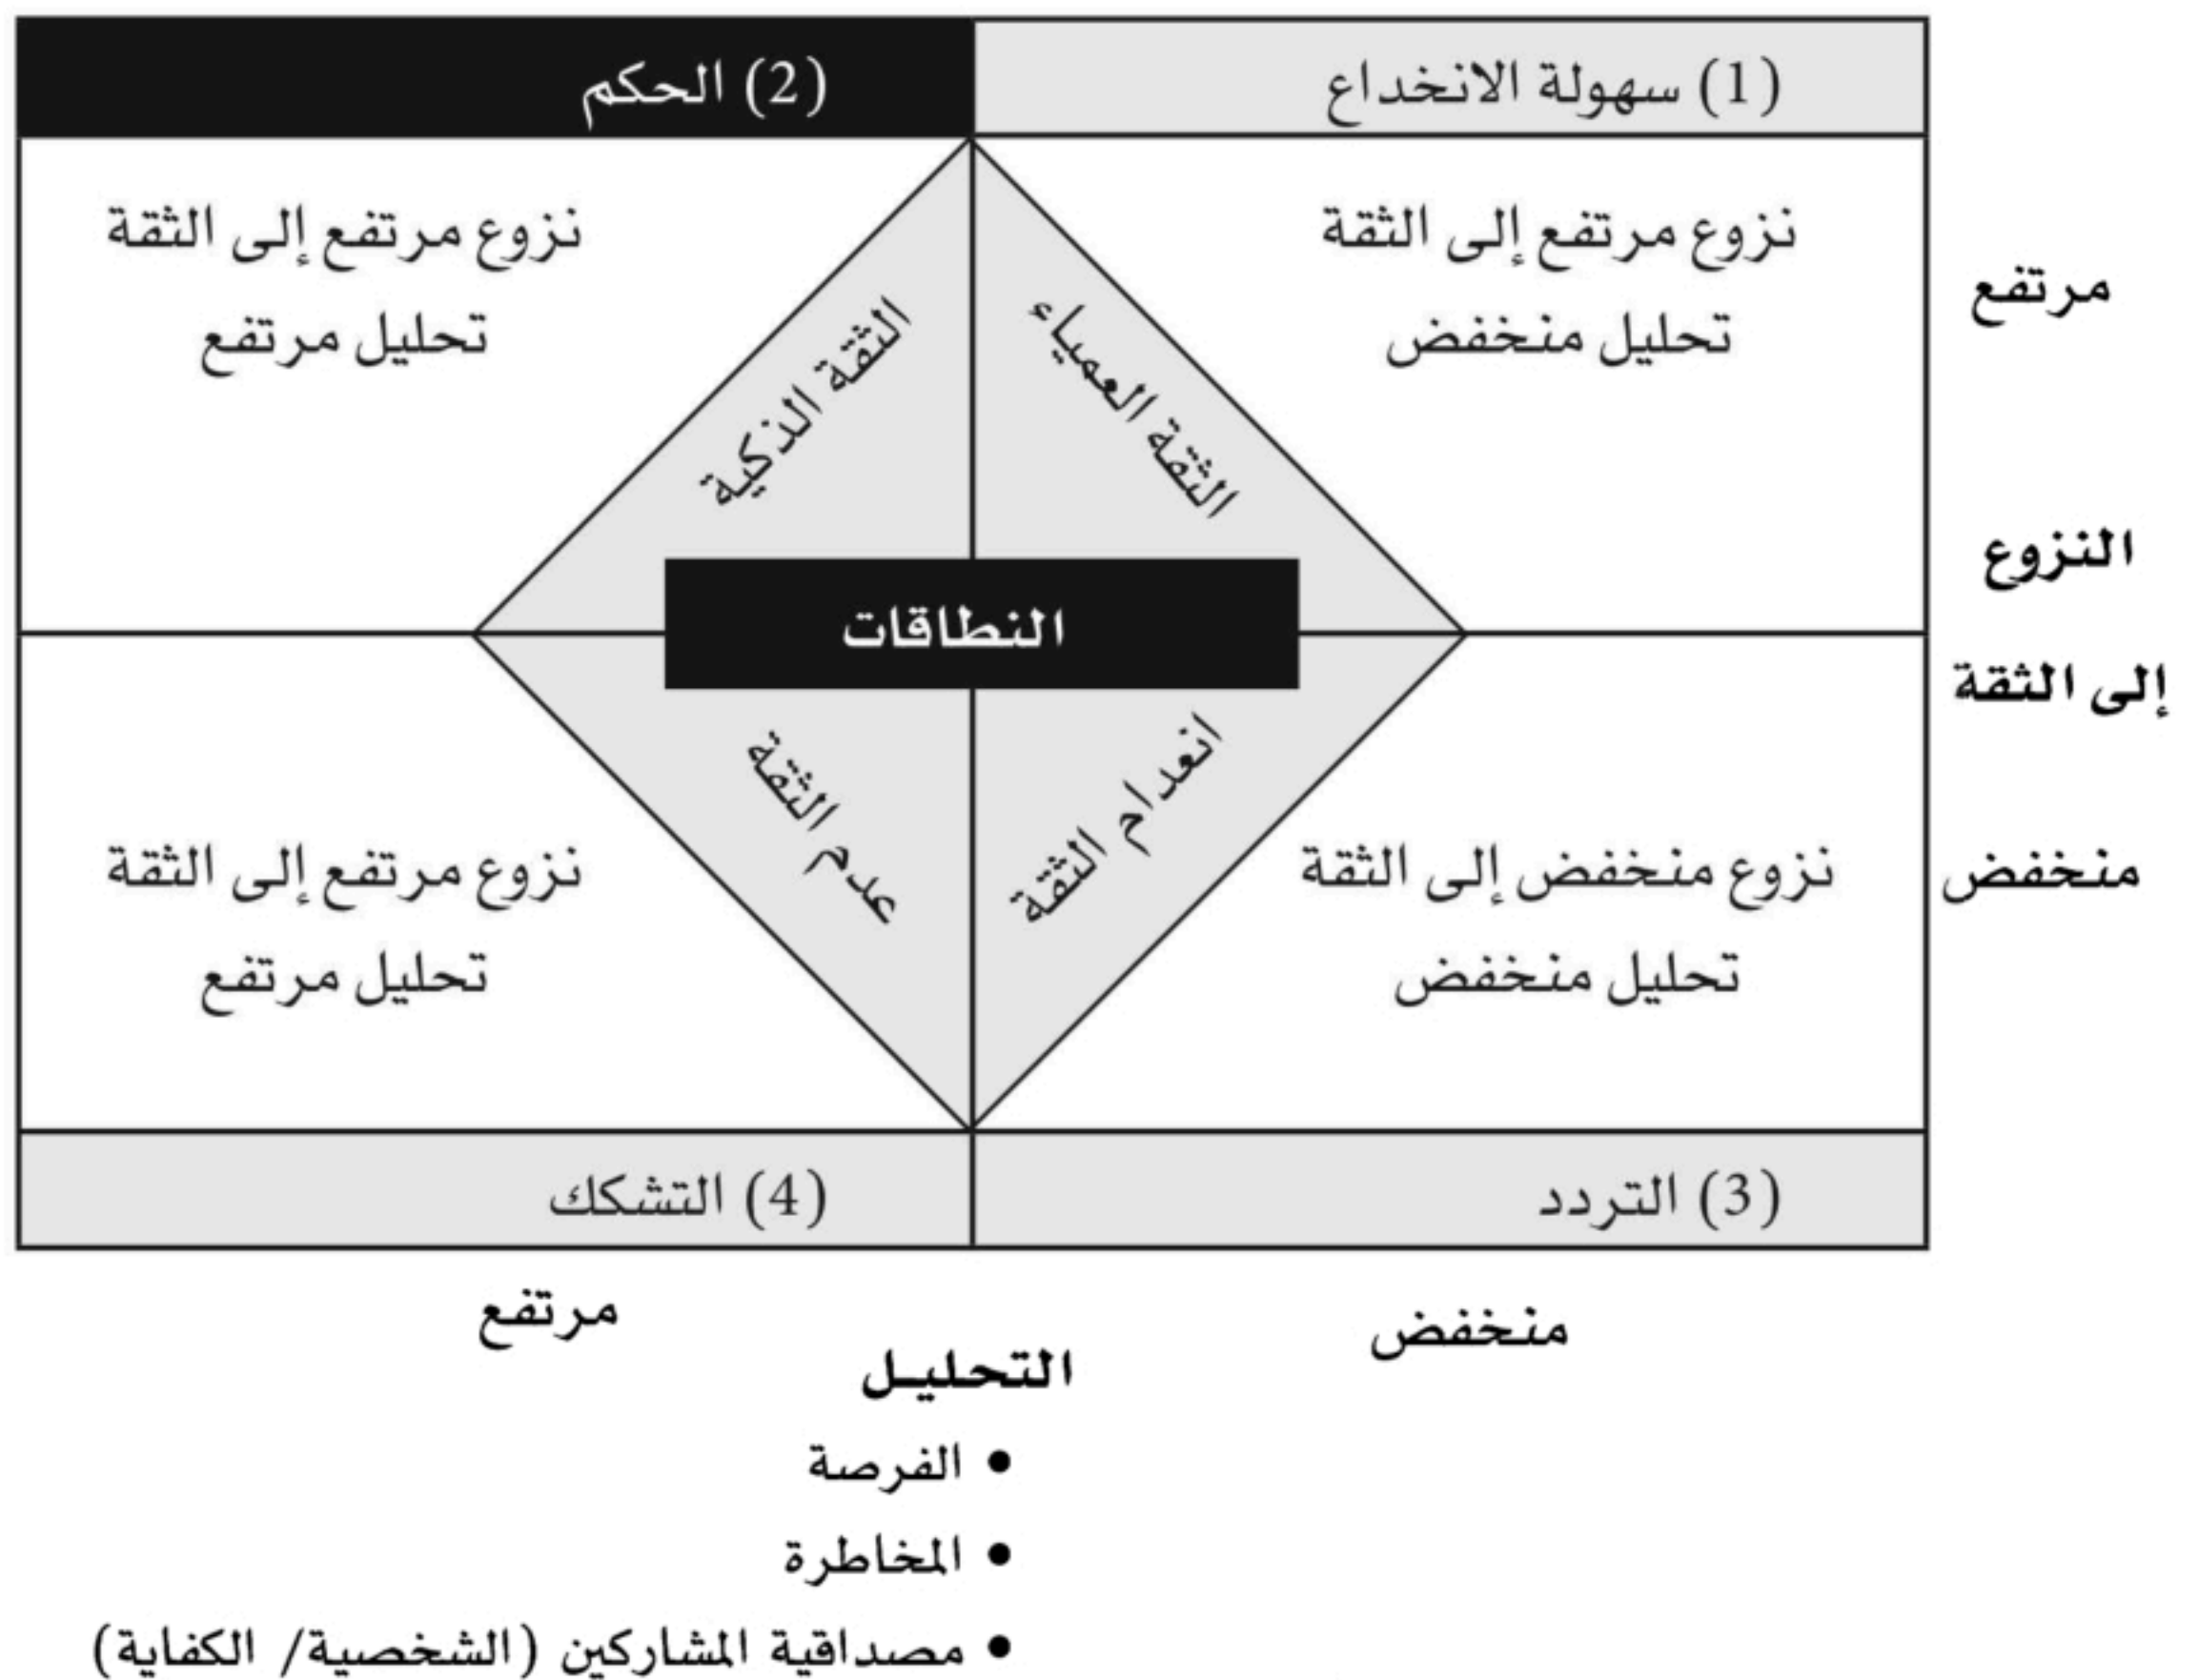 (1) سهولة الانخداع
(2) الحكم
نزوع مرتفع إلى الثقة
تحليل منخفض
نزوع مرتفع إلى الثقة
تحليل مرتفع
مرتفع
الثقة العمياء
الثقة الذكية
النزوع
إلى الثقة
النطاقات
انعدام الثقة
عدم الثقة
منخفض
نزوع منخفض إلى الثقة
تحليل منخفض
نزوع مرتفع إلى الثقة
تحليل مرتفع
(3) التردد
(4) التشكك
منخفض
مرتفع
التحليل
• الفرصة
• المخاطرة
• مصداقية المشاركين (الشخصية/ الكفاية)